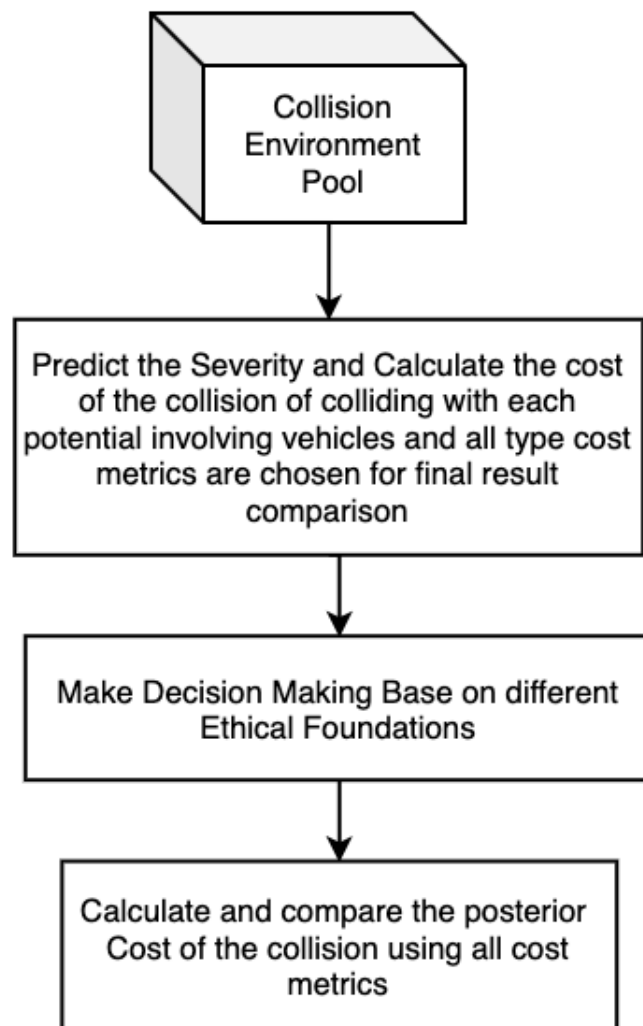 Collision
Environment
Pool
Predict the Severity and Calculate the cost
of the collision of colliding with each
potential involving vehicles and all type cost
metrics are chosen for final result
comparison
Make Decision Making Base on different
Ethical Foundations
Calculate and compare the posterior
Cost of the collision using all cost
metrics